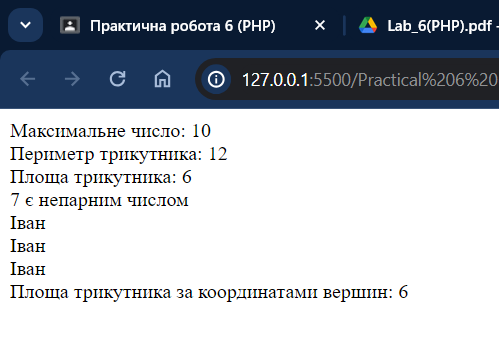 Практична робота 6 (PHP)
Lab_6(PHP).pdf -
127.0.0.1:5500/Practical%206%20
Максимальне число: 10
Периметр трикутника: 12
Площа трикутника: 6
7 є непарним числом
Іван
Іван
Іван
Площа трикутника за координатами вершин: 6